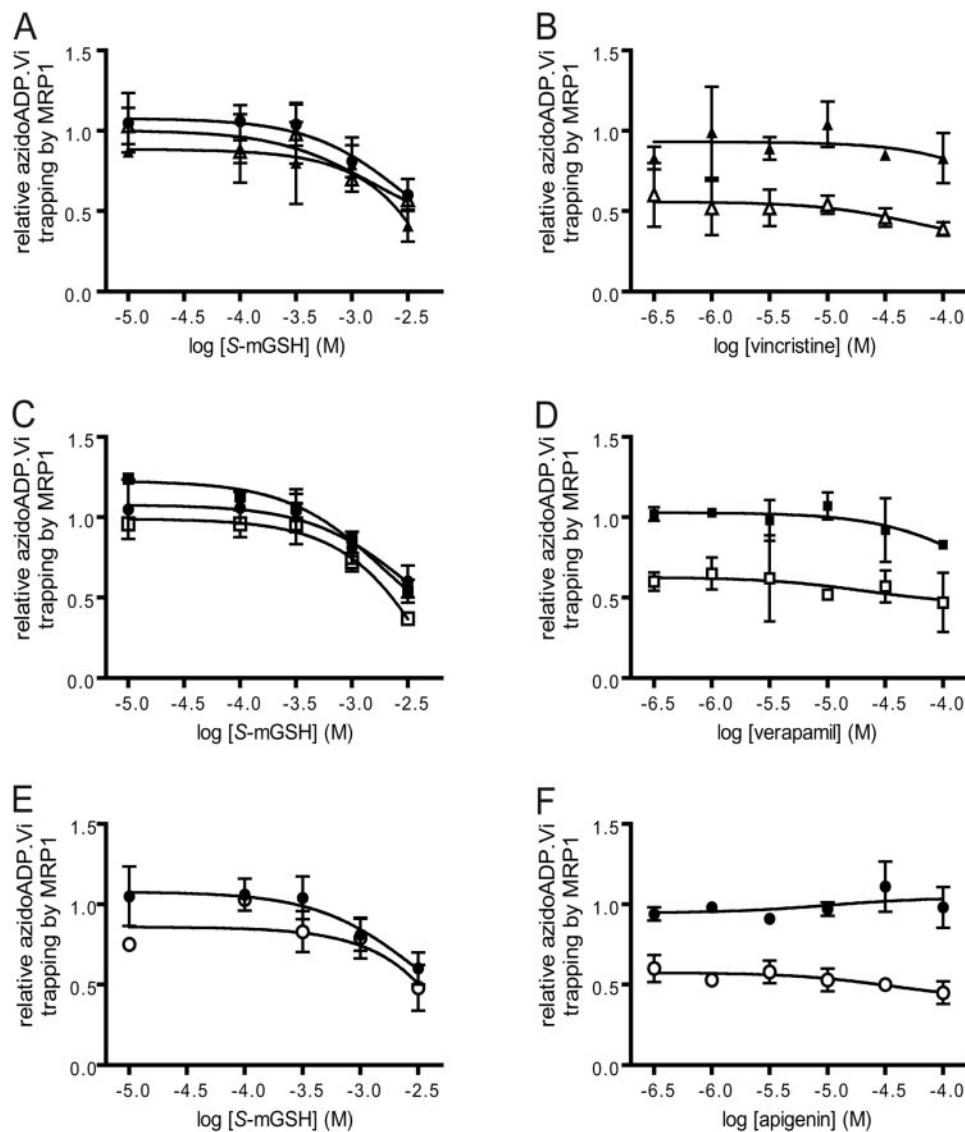 A
relative azidoADP.Vi
trapping by MRP1
1.5
1.0
0.5
0.0
-5.0 -4.5 -4.0 -3.5 -3.0 -2.5
log [S-mGSH] (M)
B
relative azidoADP.Vi
trapping by MRP1
1.5
1.0
0.5
0.0
-6.5 -6.0 -5.5 -5.0 -4.5 -4.0
log [vincristine] (M)
C
relative azidoADP.Vi
trapping by MRP1
1.5
1.0
0.5
0.0
-5.0 -4.5 -4.0 -3.5 -3.0 -2.5
log [S-mGSH] (M)
D
relative azidoADP.Vi
trapping by MRP1
1.5
1.0
0.5
0.0
-6.5 -6.0 -5.5 -5.0 -4.5 -4.0
log [verapamil] (M)
E
relative azidoADP.Vi
trapping by MRP1
1.5
1.0
0.5
0.0
-5.0 -4.5 -4.0 -3.5 -3.0 -2.5
log [S-mGSH] (M)
F
relative azidoADP.Vi
trapping by MRP1
1.5
1.0
0.5
0.0
-6.5 -6.0 -5.5 -5.0 -4.5 -4.0
log [apigenin] (M)